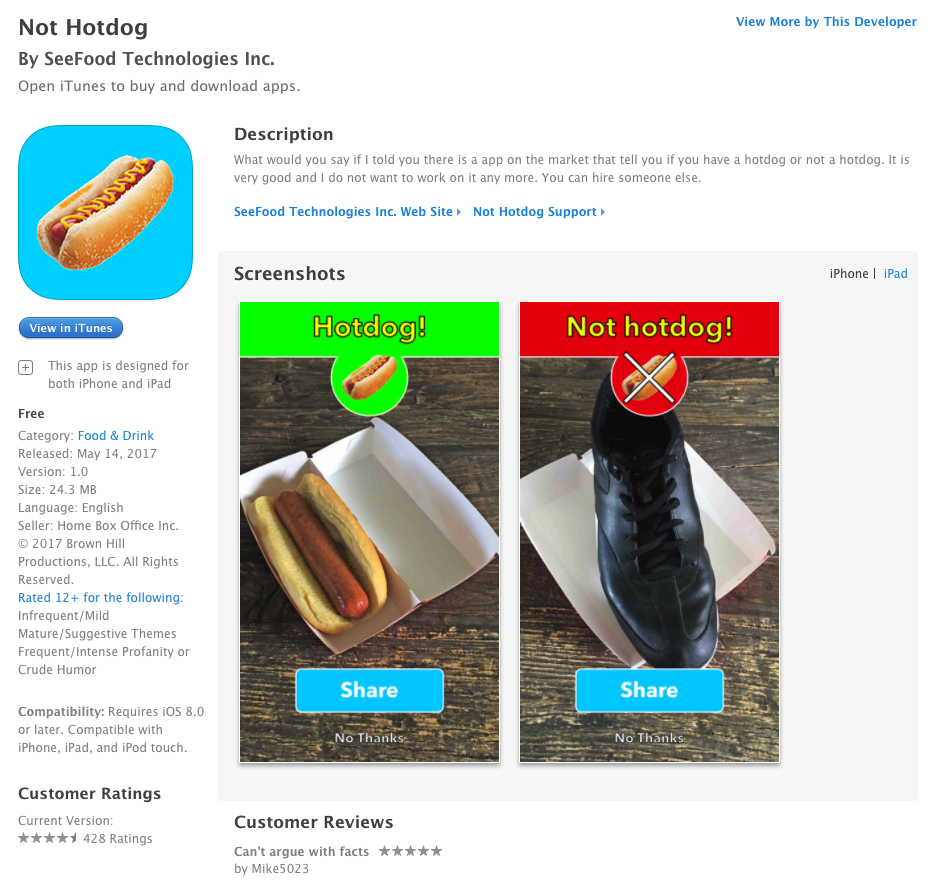 Not Hotdog
View More by This Developer
By SeeFood Technologies Inc.
Open iTunes to buy and download apps.
Description
What would you say if I told you there is a app on the market that tell you if you have a hotdog or not a hotdog. It is
very good and I do not want to work on it any more. You can hire someone else.
SeeFood Technologies Inc. Web Site
Not Hotdog Support
Screenshots
iPhone | iPad
Hotdog!
Share
No Thanks
Not hotdog!
Share
No Thanks
View in iTunes
This app is designed for
both iPhone and iPad
Free
Category: Food & Drink
Released: May 14, 2017
Version: 1.0
Size: 24.3 MB
Language: English
Seller: Home Box Office Inc.
© 2017 Brown Hill
Productions, LLC. All Rights
Reserved.
Rated 12+ for the following:
Infrequent/Mild
Mature/Suggestive Themes
Frequent/Intense Profanity or
Crude Humor
Compatibility: Requires iOS 8.0
or later. Compatible with
iPhone, iPad, and iPod touch.
Customer Ratings
Current Version:
428 Ratings
Customer Reviews
Can't argue with facts
by Mike5023